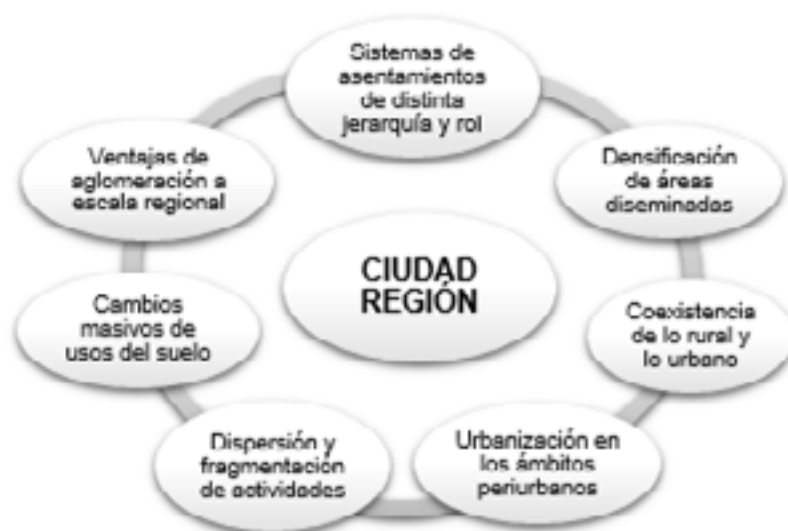 Sistemas de
asentamientos
de distinta
jerarquía y rol
Densificación
de áreas
diseminadas
Coexistencia
de lo rural y
lo urbano
Urbanización en
los ámbitos
periurbanos
Dispersión y
fragmentación
de actividades
Cambios
masivos de
usos del suelo
Ventajas de
aglomeración a
escala regional
CIUDAD
REGIÓN